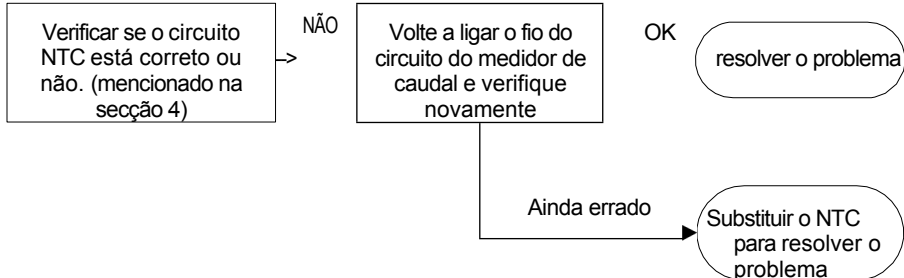 Verificar se o circuito
NTC está correto ou
não. (mencionado na
secção 4)
NÃO
->
Volte a ligar o fio do
circuito do medidor de
caudal e verifique
novamente
OK
resolver o problema
Ainda errado
Substituir o NTC
para resolver o
problema